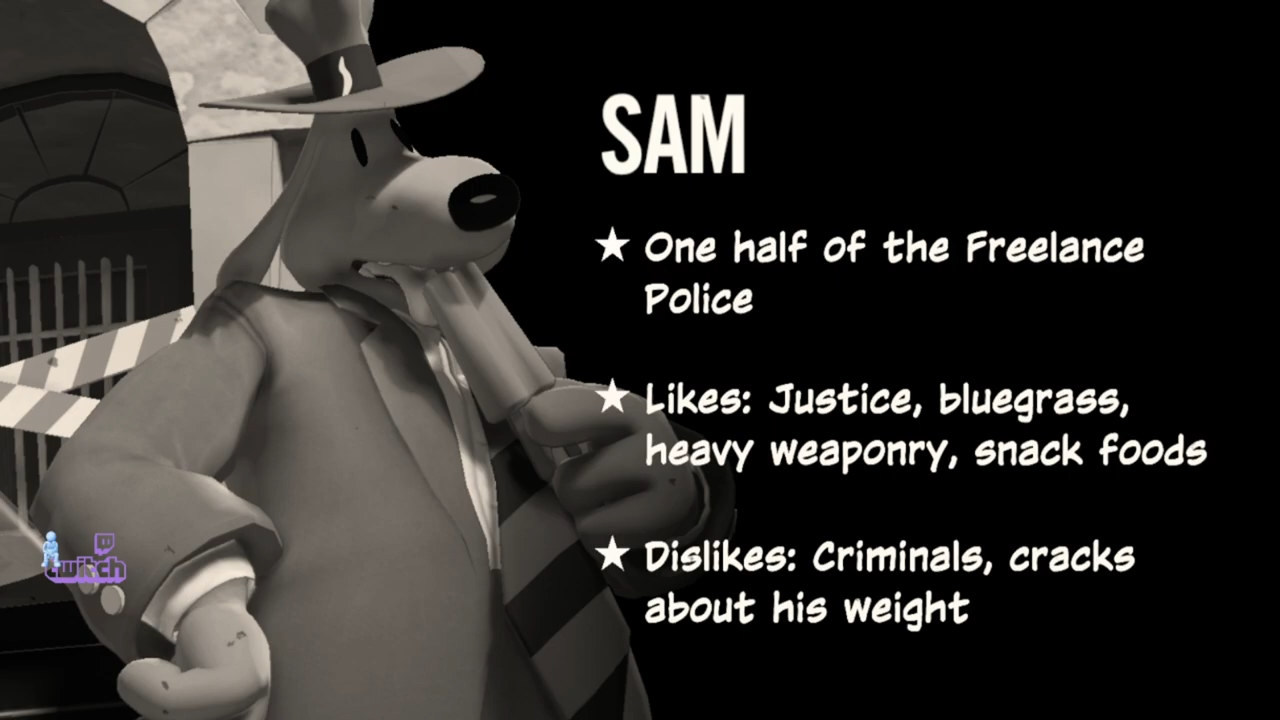 SAM
★ One half of the Freelance
Police
★ Likes: Justice, bluegrass,
heavy weaponry, snack foods
★ Dislikes: Criminals, cracks
about his weight
twitch